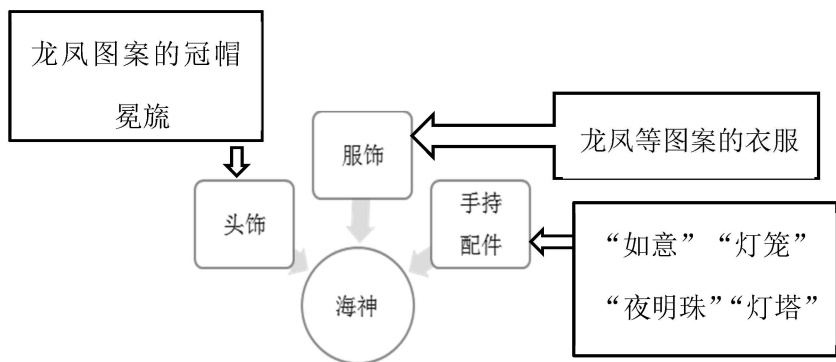 龙凤图案的冠帽
冕旒
服饰
龙凤等图案的衣服
头饰
手持
配件
“如意” “灯笼”
“夜明珠”“灯塔”
海神